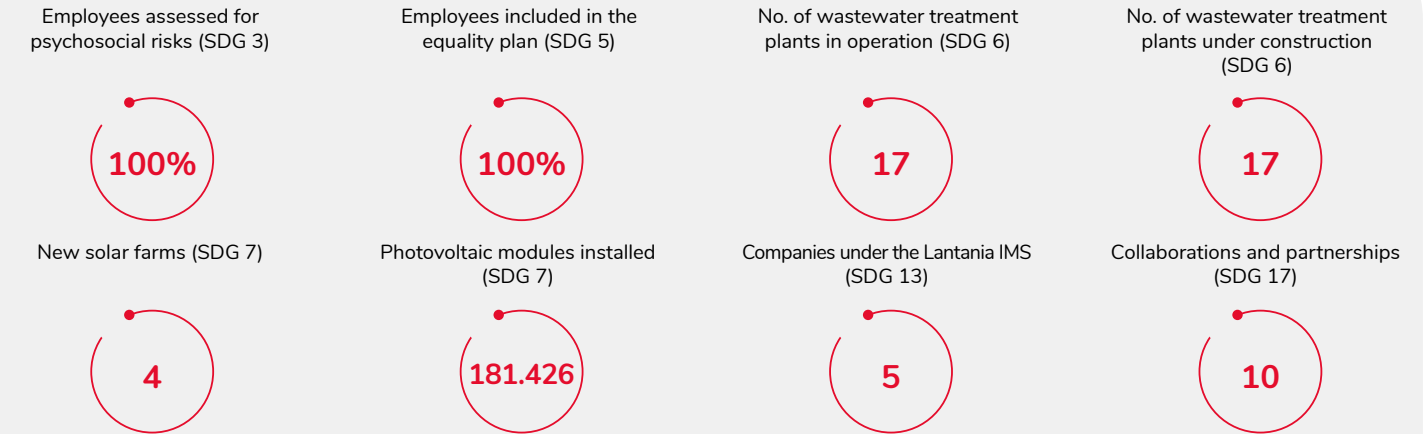 Employees assessed for
psychosocial risks (SDG 3)
100%
Employees included in the
equality plan (SDG 5)
100%
No. of wastewater treatment
plants in operation (SDG 6)
17
No. of wastewater treatment
plants under construction
(SDG 6)
17
New solar farms (SDG 7)
4
Photovoltaic modules installed
(SDG 7)
181.426
Companies under the Lantania IMS
(SDG 13)
5
Collaborations and partnerships
(SDG 17)
10